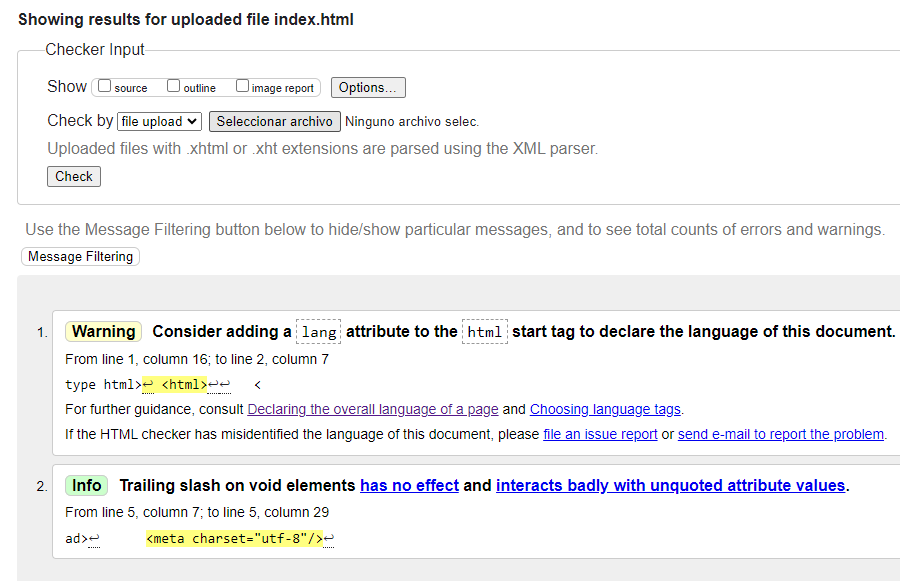 Showing results for uploaded file index.html
Checker Input
Show source outline image report Options...
Check by file upload Seleccionar archivo Ninguno archivo selec.
Uploaded files with .xhtml or .xht extensions are parsed using the XML parser.
Check
Use the Message Filtering button below to hide/show particular messages, and to see total counts of errors and warnings.
Message Filtering
1. Warning Consider adding a lang attribute to the html start tag to declare the language of this document.
From line 1, column 16; to line 2, column 7
type html>↩ <html>↩↩ <
For further guidance, consult Declaring the overall language of a page and Choosing language tags.
If the HTML checker has misidentified the language of this document, please file an issue report or send e-mail to report the problem.
2. Info Trailing slash on void elements has no effect and interacts badly with unquoted attribute values.
From line 5, column 7; to line 5, column 29
ad>↩ <meta charset="utf-8"/>↩